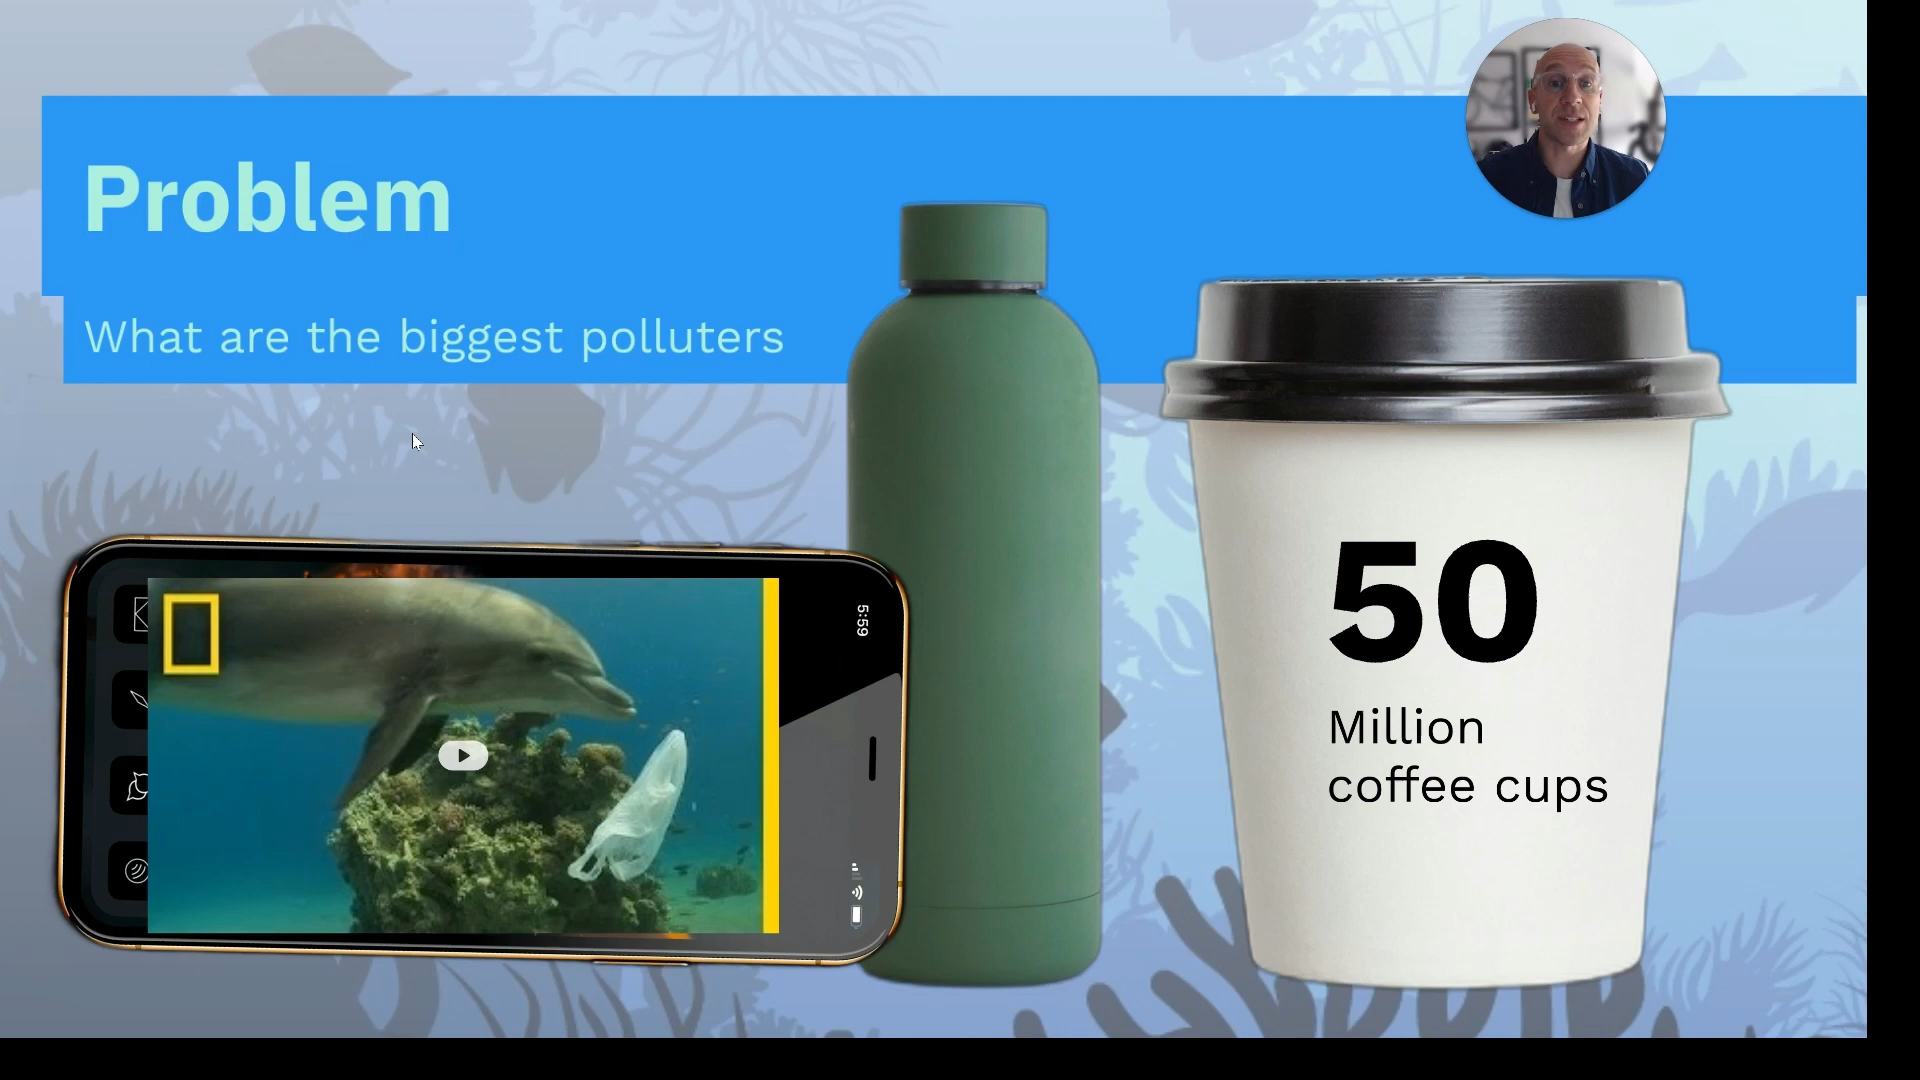 Problem
What are the biggest polluters
5:59
50
Million
coffee cups